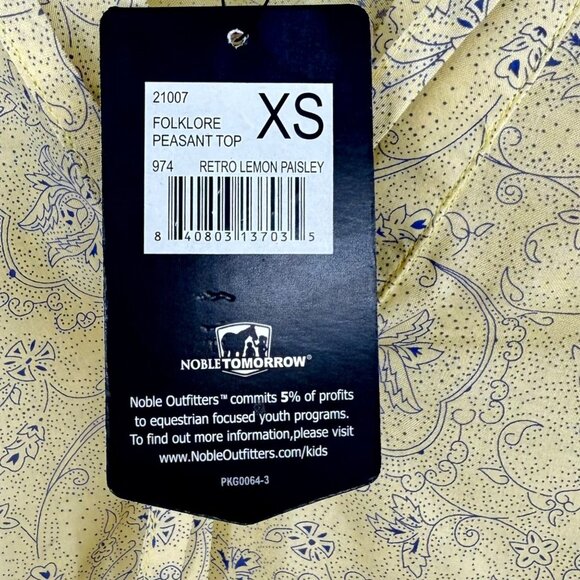 21007
XS
FOLKLORE
PEASANT TOP
974 RETRO LEMON PAISLEY
8 40803 13703 5
NOBLETOMORROW®
Noble Outfitters™ commits 5% of profits
to equestrian focused youth programs.
To find out more information,please visit
www.NobleOutfitters.com/kids
PKG0064-3